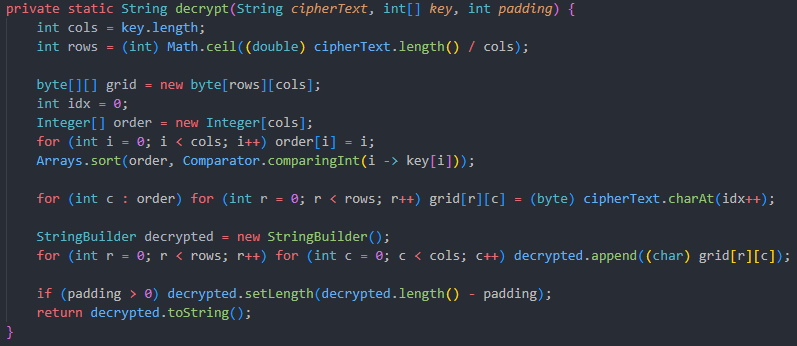 private static String decrypt(String cipherText, int[] key, int padding) {
    int cols = key.length;
    int rows = (int) Math.ceil((double) cipherText.length() / cols);

    byte[][] grid = new byte[rows][cols];
    int idx = 0;
    Integer[] order = new Integer[cols];
    for (int i = 0; i < cols; i++) order[i] = i;
    Arrays.sort(order, Comparator.comparingInt(i -> key[i]));

    for (int c : order) for (int r = 0; r < rows; r++) grid[r][c] = (byte) cipherText.charAt(idx++);

    StringBuilder decrypted = new StringBuilder();
    for (int r = 0; r < rows; r++) for (int c = 0; c < cols; c++) decrypted.append((char) grid[r][c]);

    if (padding > 0) decrypted.setLength(decrypted.length() - padding);
    return decrypted.toString();
}